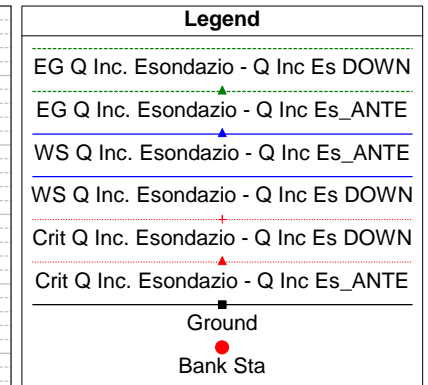 Legend
EG Q Inc. Esondazio - Q Inc Es DOWN
EG Q Inc. Esondazio - Q Inc Es_ANTE
WS Q Inc. Esondazio - Q Inc Es_ANTE
WS Q Inc. Esondazio - Q Inc Es DOWN
Crit Q Inc. Esondazio - Q Inc Es DOWN
Crit Q Inc. Esondazio - Q Inc Es_ANTE
Ground
Bank Sta